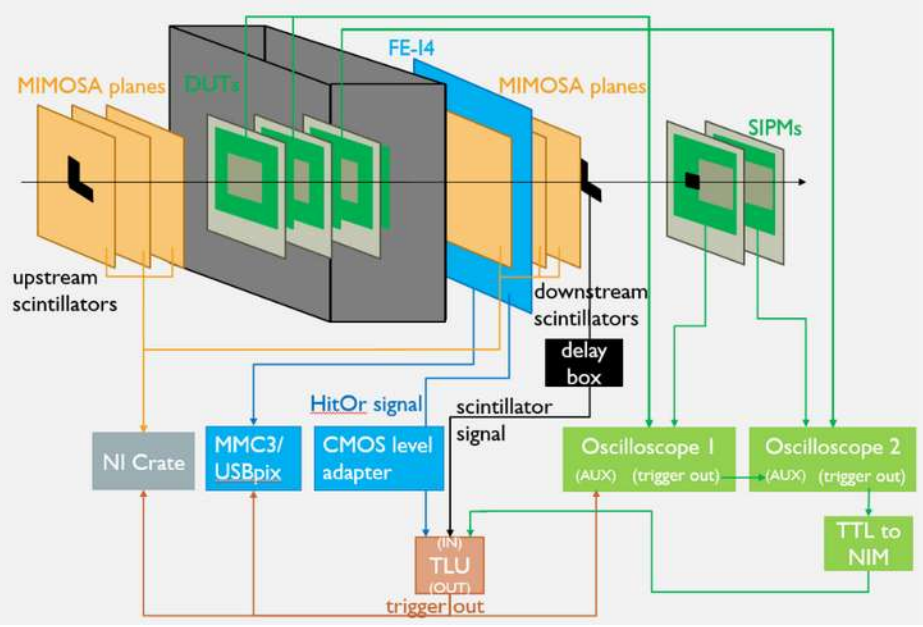 FE-I4
MIMOSA planes
DUTs
MIMOSA planes
SIPMs
upstream
scintillators
downstream
scintillators
delay
box
HitOr signal
scintillator
signal
NI Crate
MMC3/
USBpix
CMOS level
adapter
Oscilloscope 1
(AUX) (trigger out)
Oscilloscope 2
(AUX) (trigger out)
TTL to
NIM
(IN)
TLU
(OUT)
trigger out